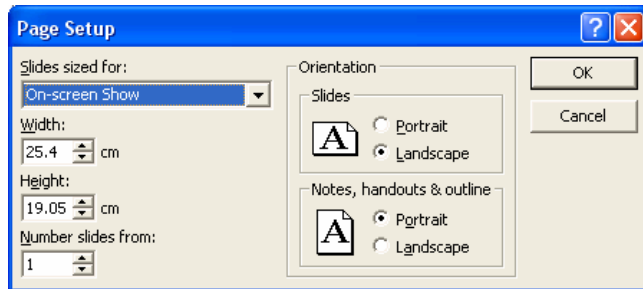 Page Setup
Slides sized for:
On-screen Show
Width:
25.4 cm
Height:
19.05 cm
Number slides from:
1
Orientation
Slides
A
Portrait
Landscape
Notes, handouts & outline
A
Portrait
Landscape
OK
Cancel